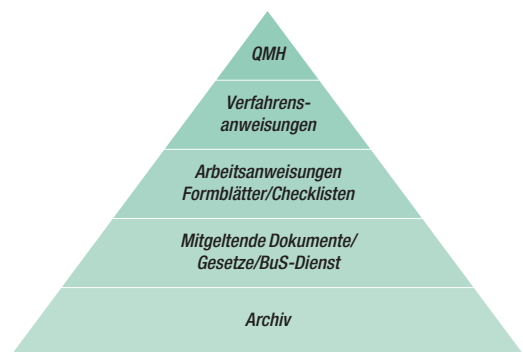 QMH
Verfahrens-
anweisungen
Arbeitsanweisungen
Formblätter/Checklisten
Mitgeltende Dokumente/
Gesetze/BuS-Dienst
Archiv